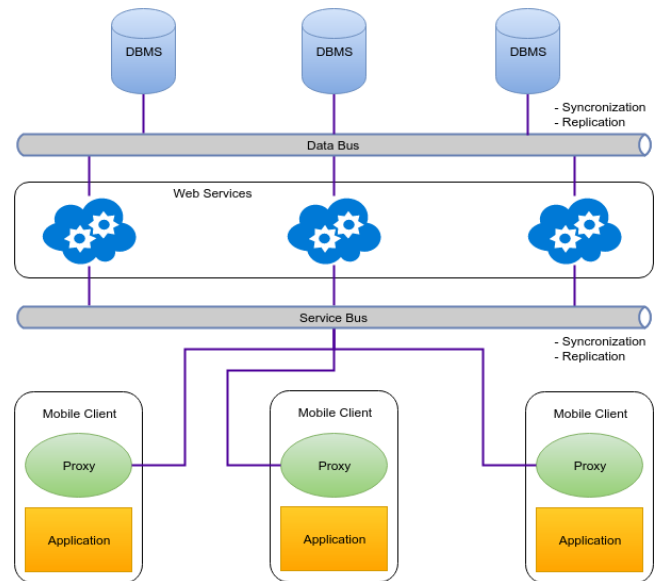 DBMS
DBMS
DBMS
- Syncronization
- Replication
Data Bus
Web Services
Service Bus
- Syncronization
- Replication
Mobile Client
Mobile Client
Mobile Client
Proxy
Proxy
Proxy
Application
Application
Application